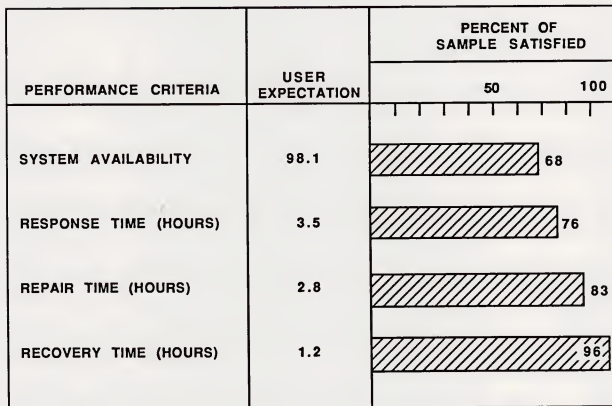 PERCENT OF
SAMPLE SATISFIED
PERFORMANCE CRITERIA
USER
EXPECTATION
50 100
SYSTEM AVAILABILITY 98.1 68
RESPONSE TIME (HOURS) 3.5 76
REPAIR TIME (HOURS) 2.8 83
RECOVERY TIME (HOURS) 1.2 96